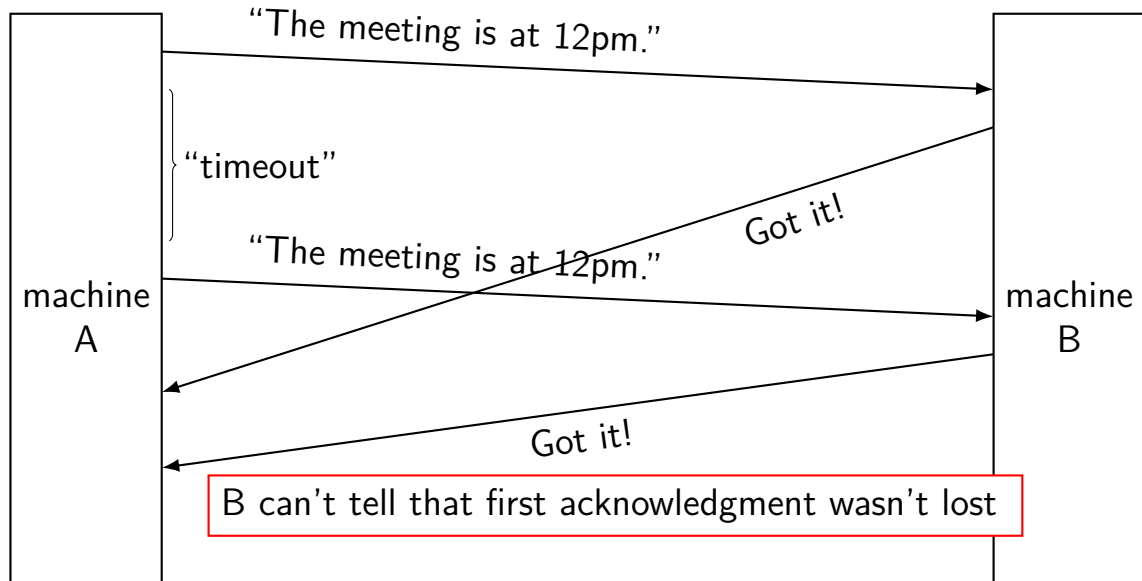 “The meeting is at 12pm.”
“timeout”
Got it!
“The meeting is at 12pm.”
machine
A
machine
B
Got it!
B can't tell that first acknowledgment wasn't lost